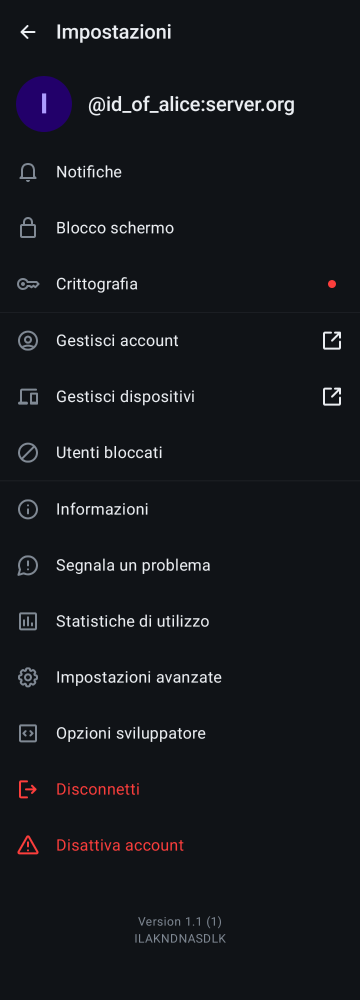 Impostazioni
I
@id_of_alice:server.org
Notifiche
Blocco schermo
Crittografia
Gestisci account
Gestisci dispositivi
Utenti bloccati
Informazioni
Segnala un problema
Statistiche di utilizzo
Impostazioni avanzate
Opzioni sviluppatore
Disconnetti
Disattiva account
Version 1.1 (1)
ILAKNDNASDLK